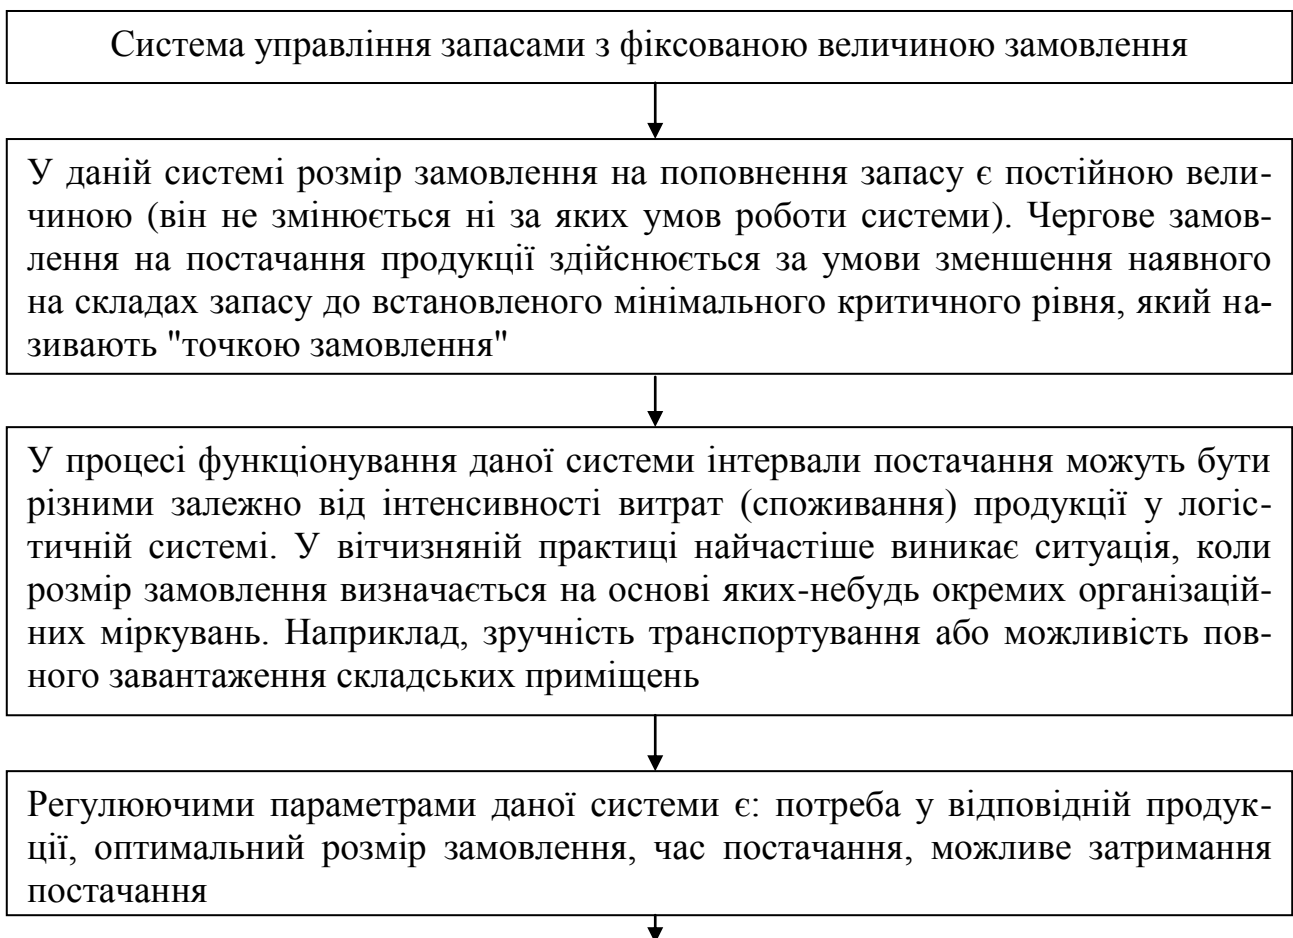 Система управління запасами з фіксованою величиною замовлення
У даній системі розмір замовлення на поповнення запасу є постійною вели-
чиною (він не змінюється ні за яких умов роботи системи). Чергове замов-
лення на постачання продукції здійснюється за умови зменшення наявного
на складах запасу до встановленого мінімального критичного рівня, який на-
зивають "точкою замовлення"
У процесі функціонування даної системи інтервали постачання можуть бути
різними залежно від інтенсивності витрат (споживання) продукції у логіс-
тичній системі. У вітчизняній практиці найчастіше виникає ситуація, коли
розмір замовлення визначається на основі яких-небудь окремих організацій-
них міркувань. Наприклад, зручність транспортування або можливість пов-
ного завантаження складських приміщень
Регулюючими параметрами даної системи є: потреба у відповідній продук-
ції, оптимальний розмір замовлення, час постачання, можливе затримання
постачання